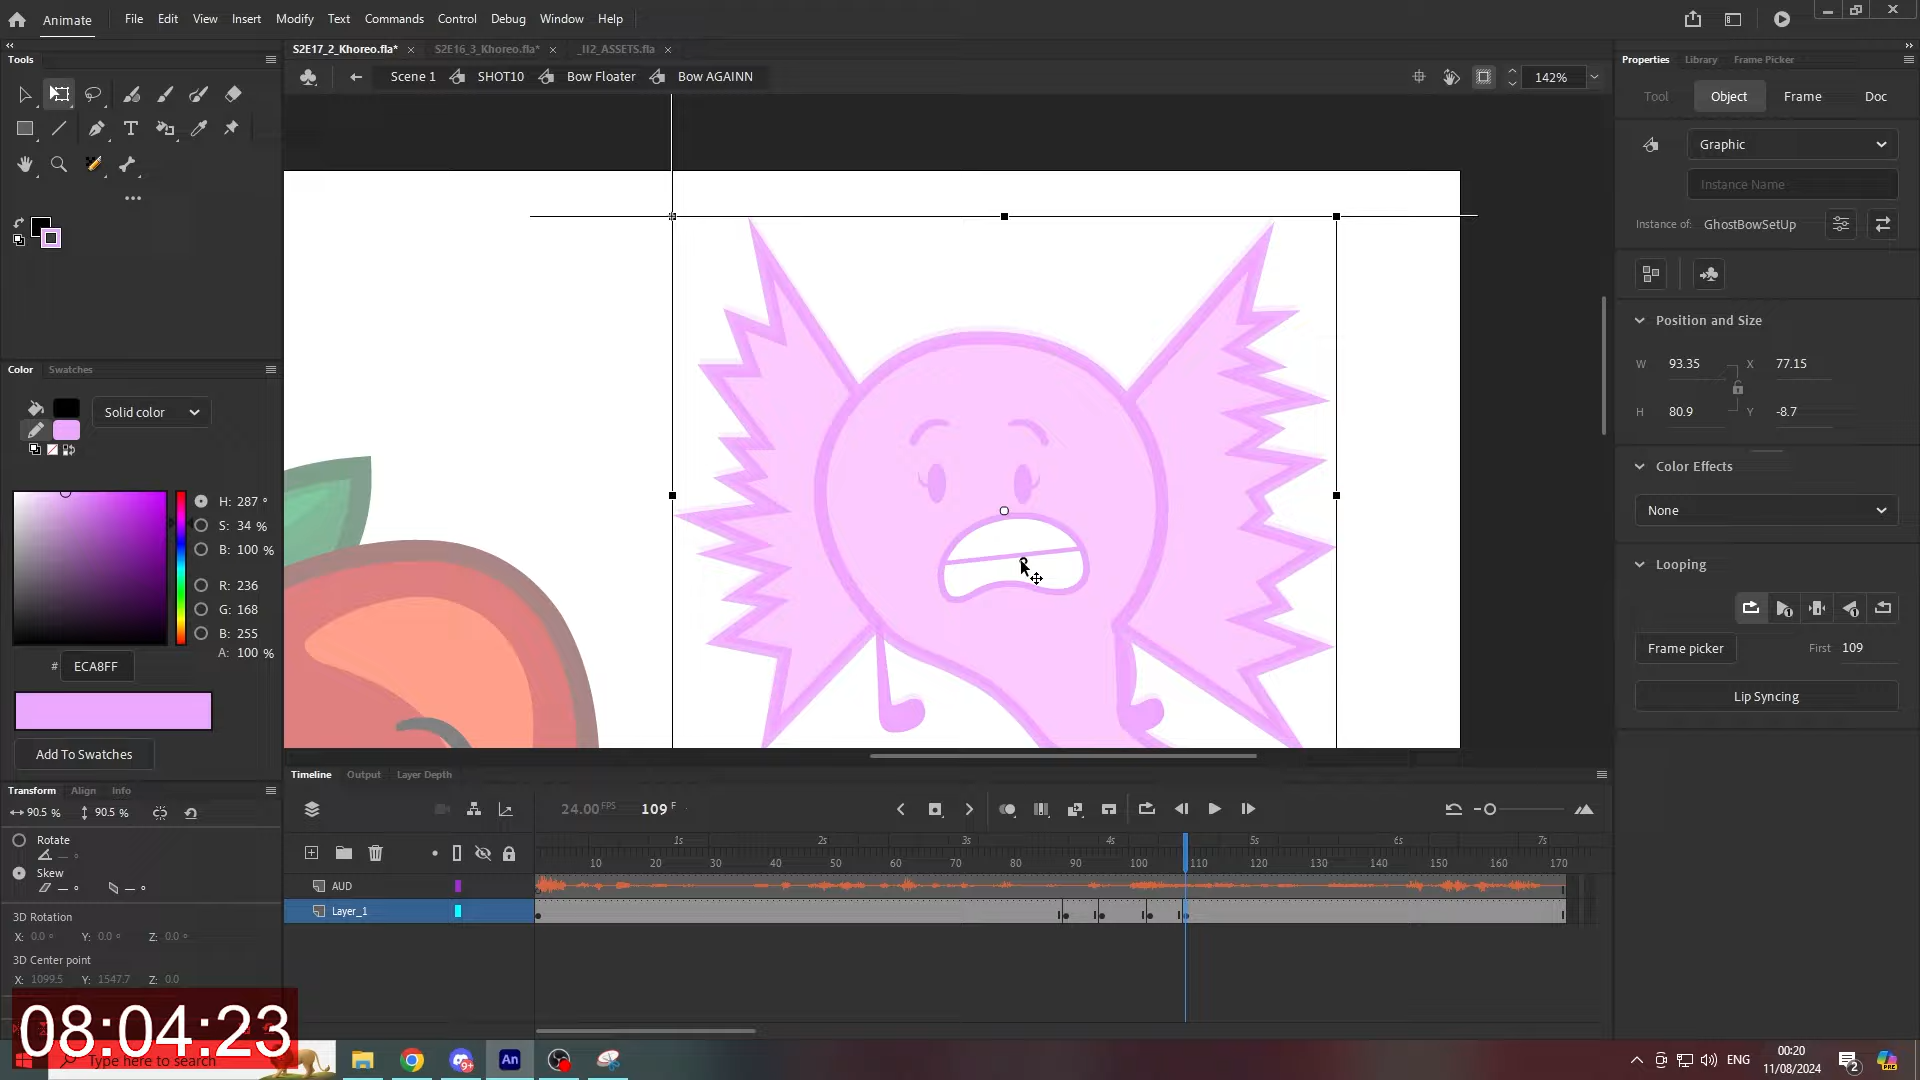 Animate File Edit View Insert Modify Text Commands Control Debug Window Help
Tools
S2E17_2_Khoreo.fla* × S2E16_3_Khoreo.fla* × _II2_ASSETS.fla ×
Properties Library Frame Picker
Scene 1 SHOT10 Bow Floater Bow AGAINN 142%
Tool Object Frame Doc
Graphic
Instance Name
Instance of: GhostBowSetUp
Position and Size
W 93.35 X 77.15
H 80.9 Y -8.7
Color Effects
None
Looping
Frame picker First 109
Lip Syncing
Color Swatches
Solid color
H: 287 °
S: 34 %
B: 100 %
R: 236
G: 168
B: 255
A: 100 %
# ECA8FF
Add To Swatches
Transform Align Info
90.5 % 90.5 %
Rotate
— °
Skew
— ° — °
3D Rotation
X: 0.0 ° Y: 0.0 ° Z: 0.0 °
3D Center point
X: 1099.5 Y: 1547.7 Z: 0.0
Timeline Output Layer Depth
24.00 FPS 109 F
1s 2s 3s 4s 5s 6s 7s
10 20 30 40 50 60 70 80 90 100 110 120 130 140 150 160 170
AUD
Layer_1
08:04:23
Type here to search
9+
An
ENG
00:20
11/08/2024
2
PRE